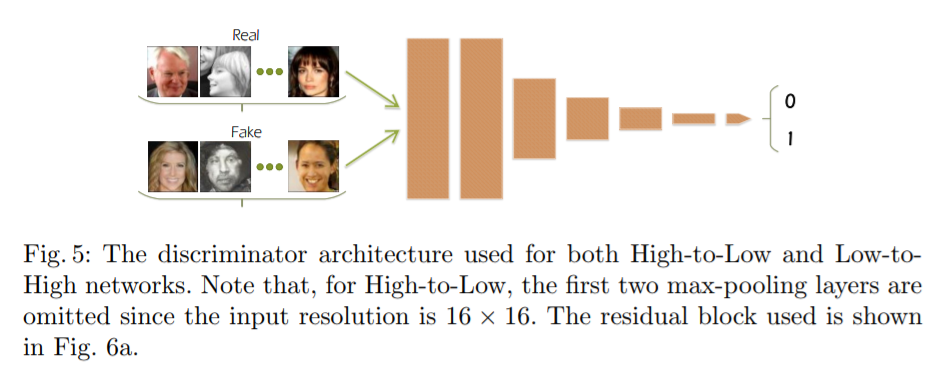 Real
Fake
0
1
Fig. 5: The discriminator architecture used for both High-to-Low and Low-to-
High networks. Note that, for High-to-Low, the first two max-pooling layers are
omitted since the input resolution is 16 × 16. The residual block used is shown
in Fig. 6a.